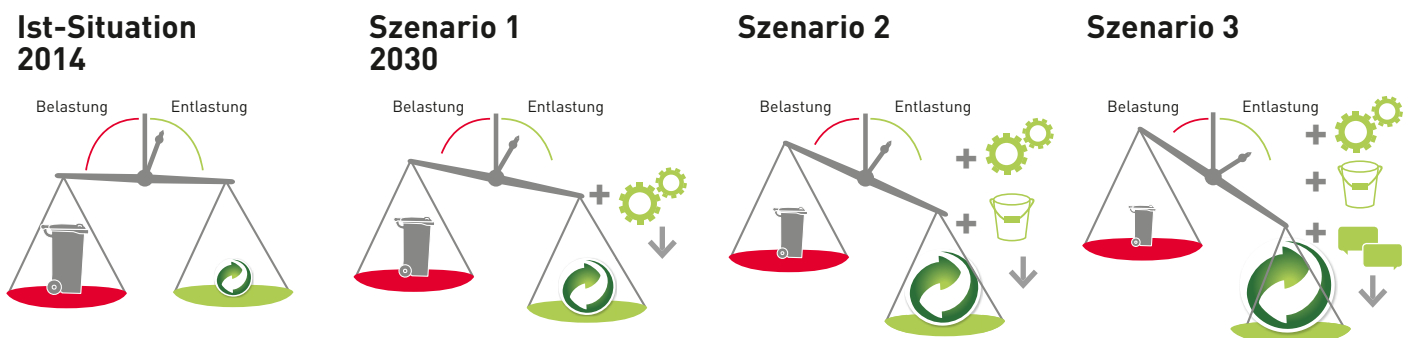 Ist-Situation
2014
Belastung
Entlastung
Szenario 1
2030
Belastung
Entlastung
Szenario 2
Belastung
Entlastung
Szenario 3
Belastung
Entlastung